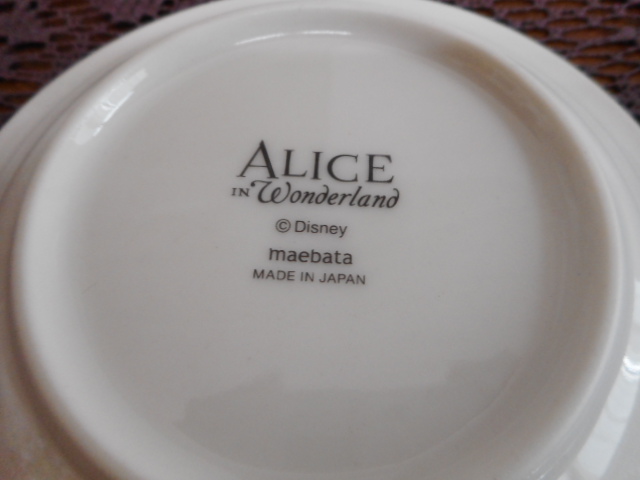 ALICE
IN Wonderland
© Disney
maebata
MADE IN JAPAN